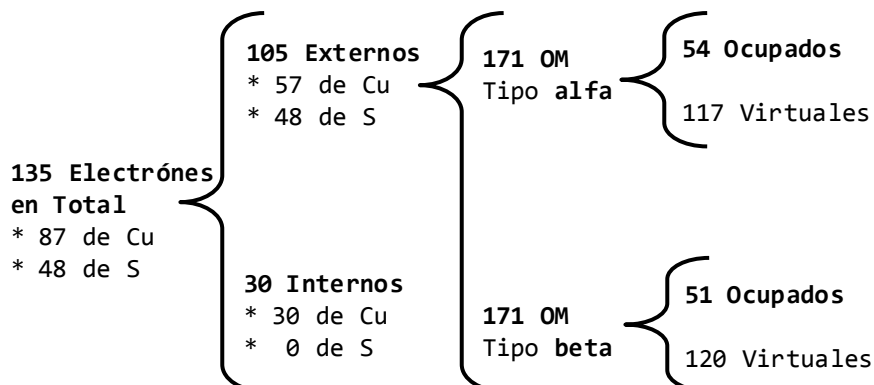 135 Electrónes
en Total
* 87 de Cu
* 48 de S
105 Externos
* 57 de Cu
* 48 de S
30 Internos
* 30 de Cu
*  0 de S
171 OM
Tipo alfa
171 OM
Tipo beta
54 Ocupados
117 Virtuales
51 Ocupados
120 Virtuales